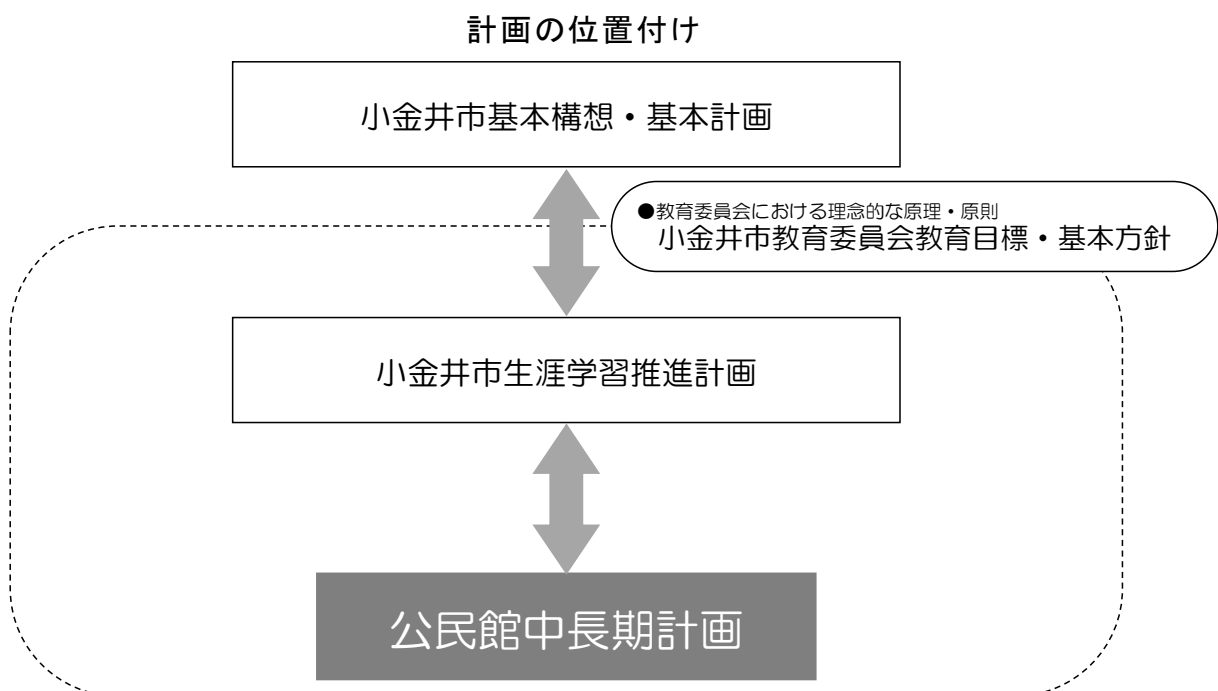 計画の位置付け
小金井市基本構想・基本計画
●教育委員会における理念的な原理・原則
小金井市教育委員会教育目標・基本方針
小金井市生涯学習推進計画
公民館中長期計画